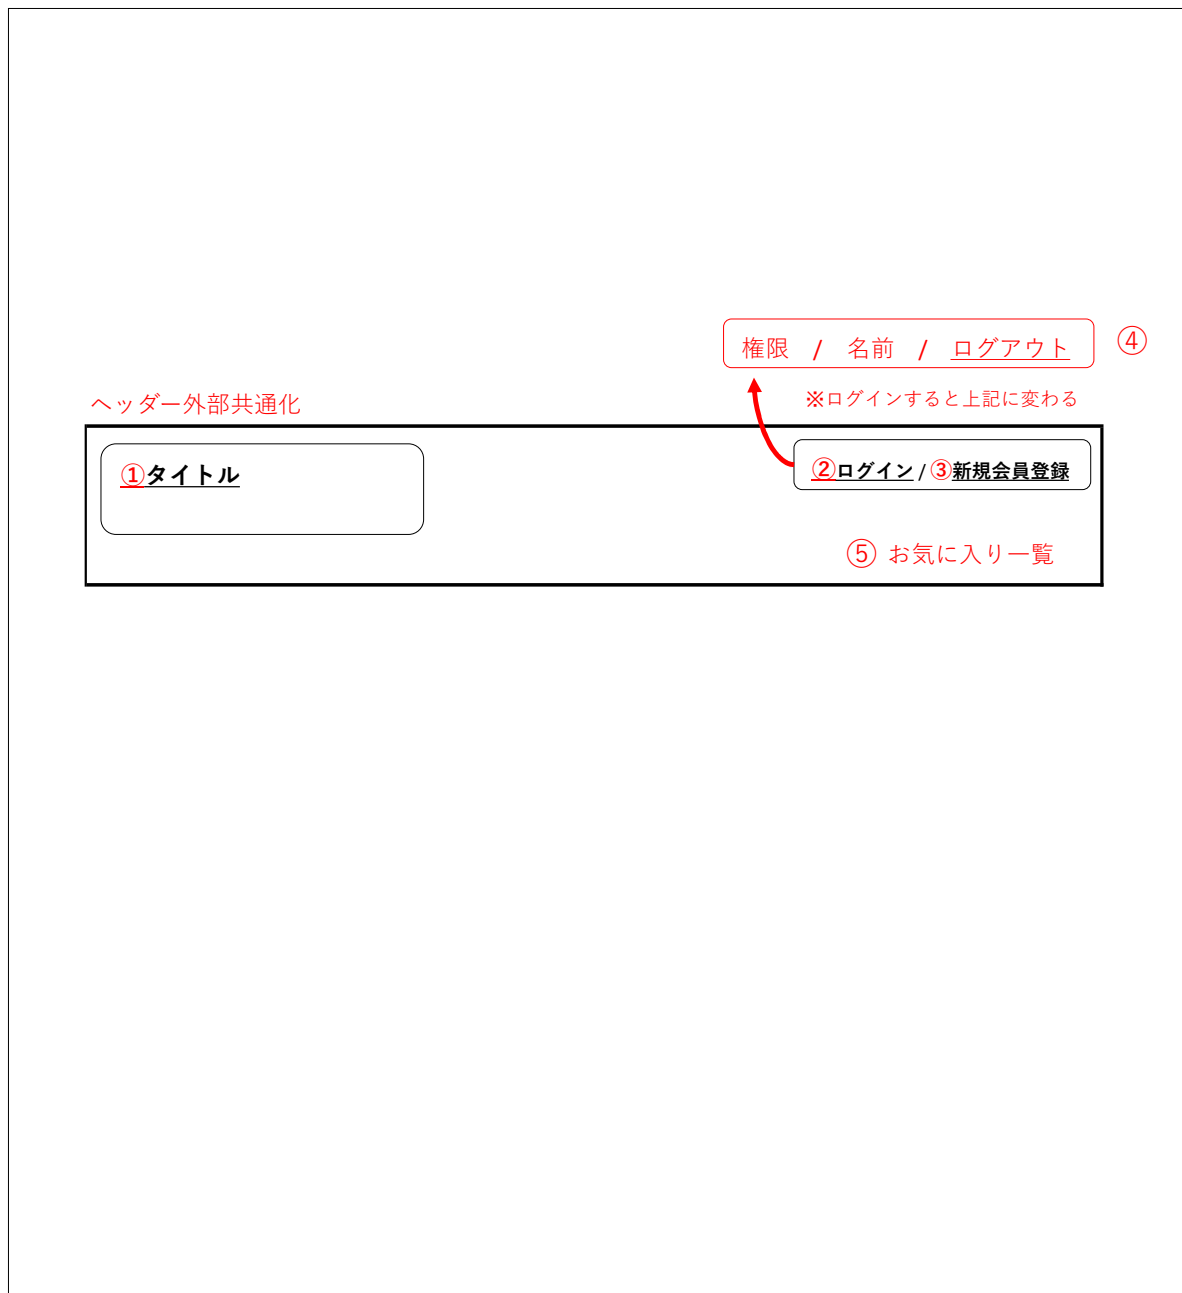 権限 / 名前 / ログアウト ④
ヘッダー外部共通化
※ログインすると上記に変わる
①タイトル
②ログイン / ③新規会員登録
⑤ お気に入り一覧